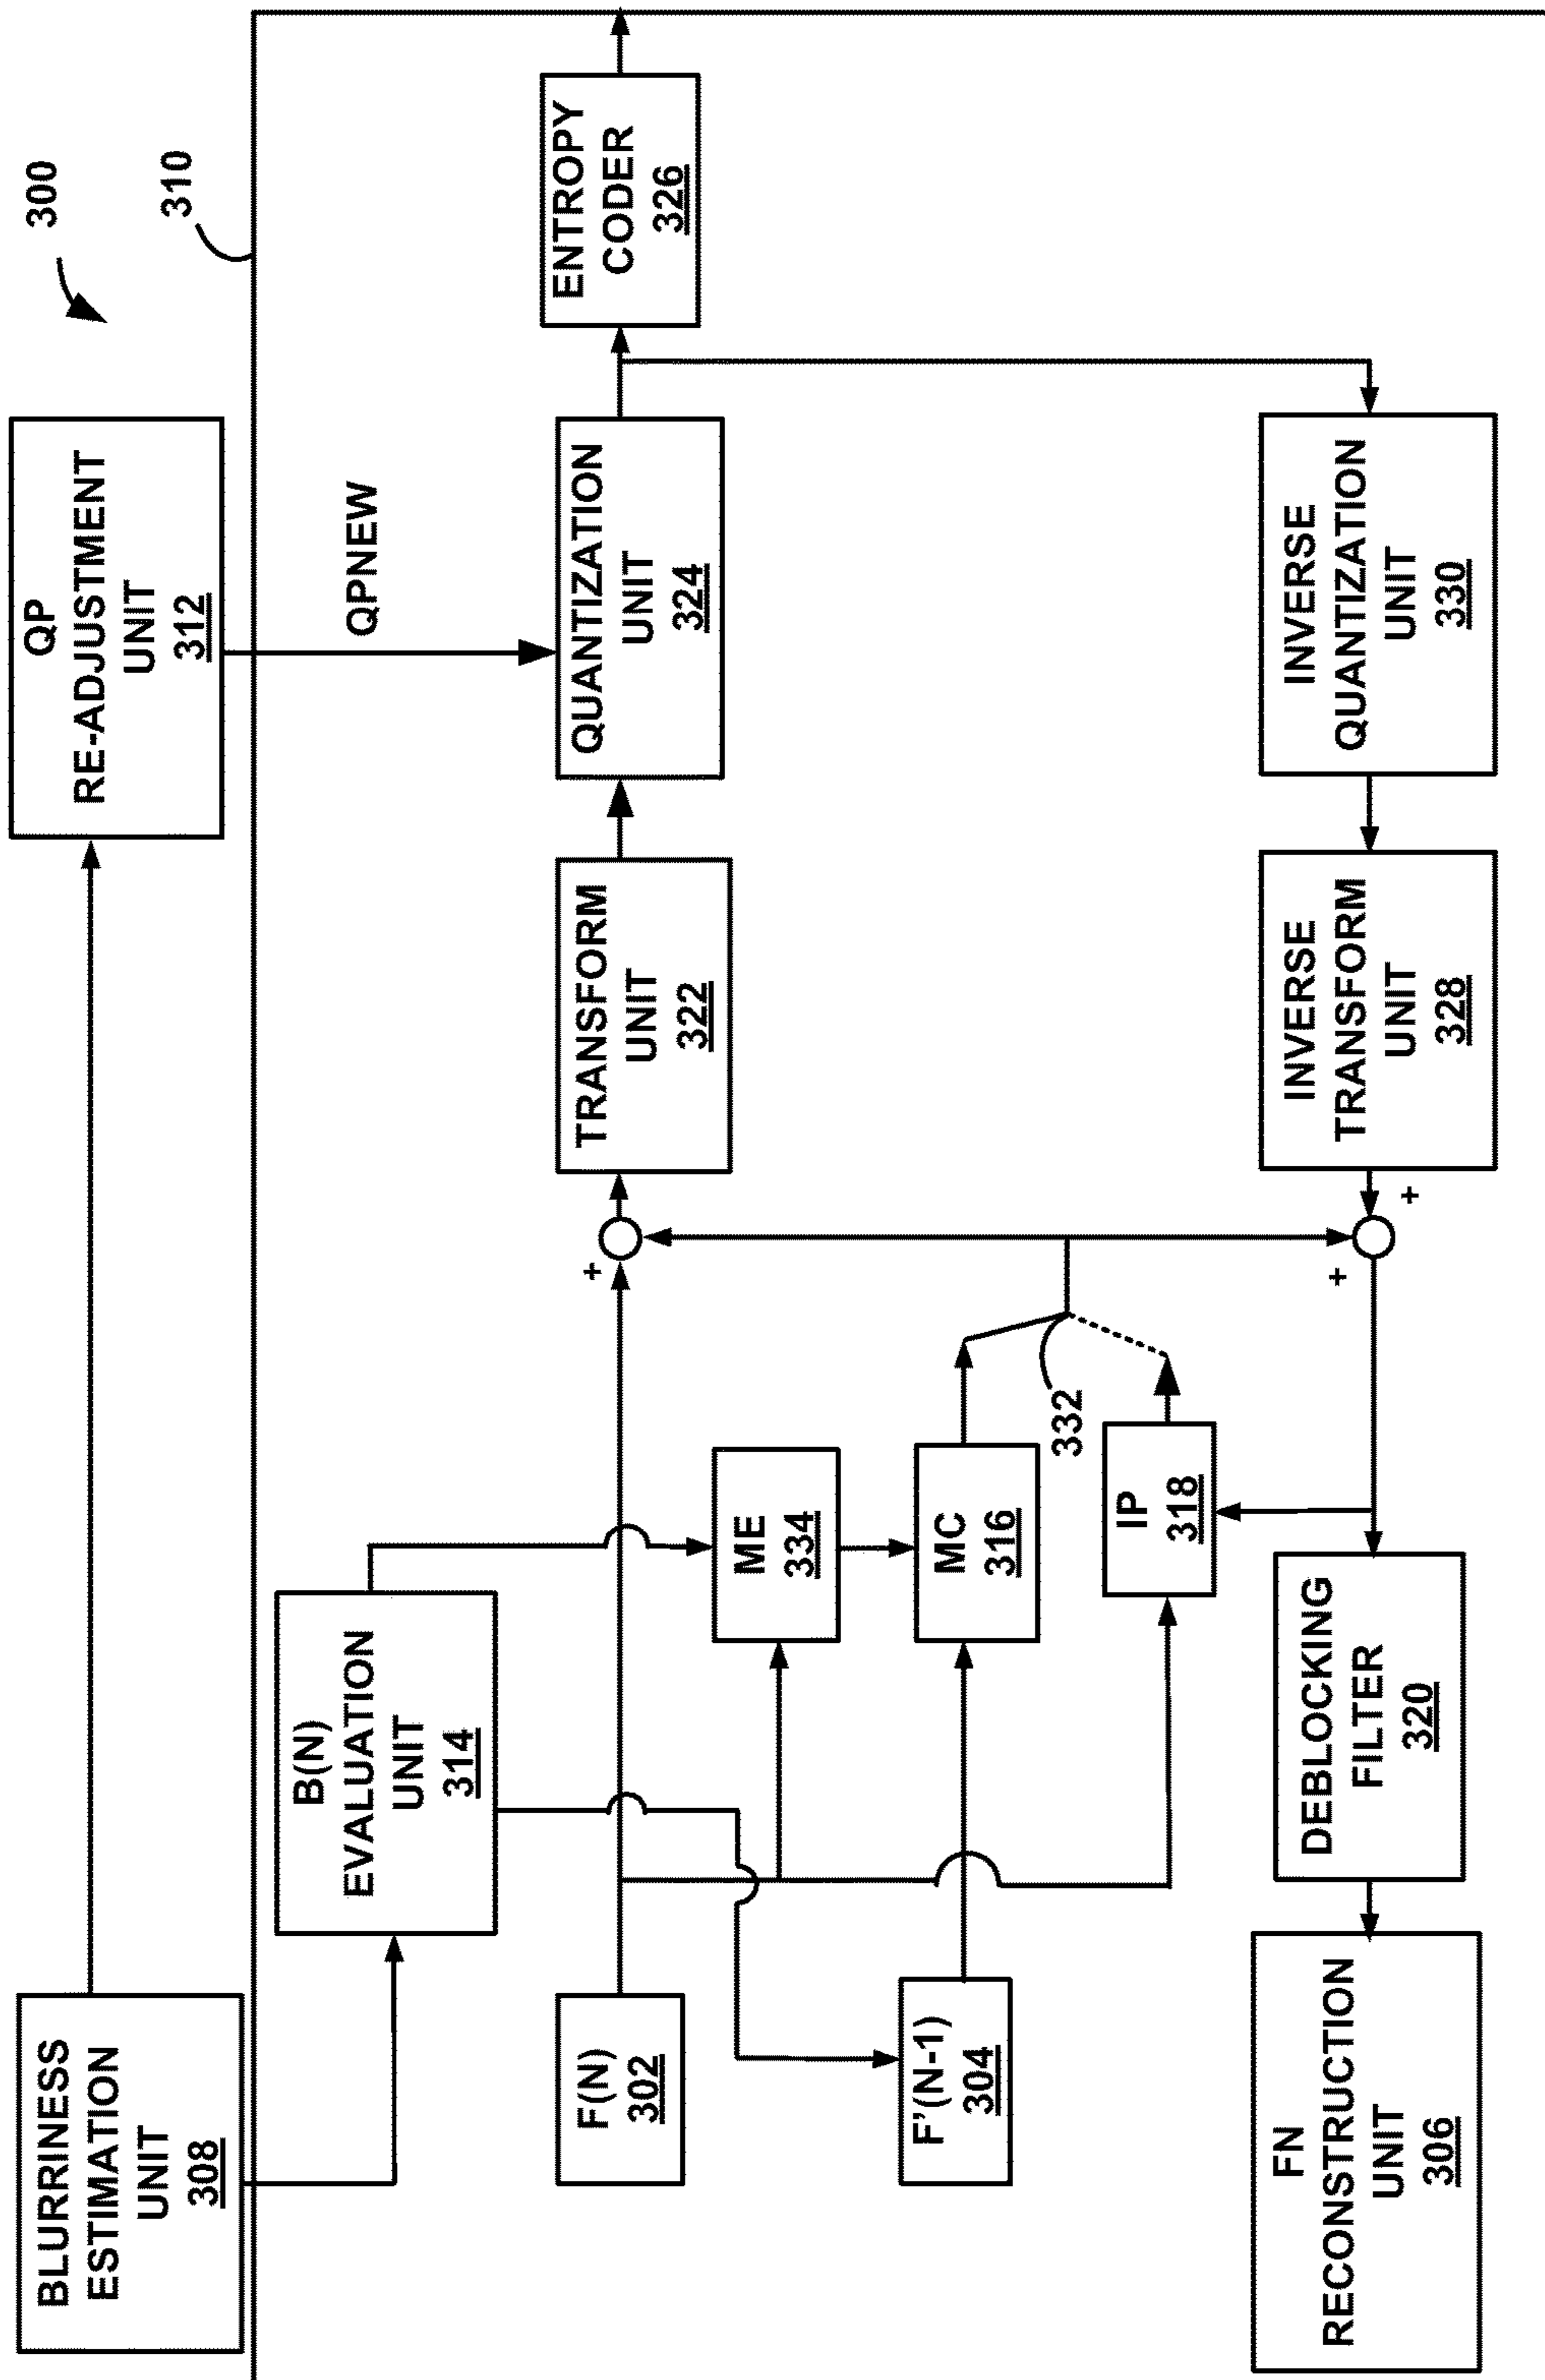 300
310
BLURRINESS
ESTIMATION
UNIT
308
QP
RE-ADJUSTMENT
UNIT
312
QPNEW
B(N)
EVALUATION
UNIT
314
F(N)
302
+
TRANSFORM
UNIT
322
QUANTIZATION
UNIT
324
ENTROPY
CODER
326
ME
334
F'(N-1)
304
MC
316
332
IP
318
+
+
INVERSE
TRANSFORM
UNIT
328
INVERSE
QUANTIZATION
UNIT
330
DEBLOCKING
FILTER
320
FN
RECONSTRUCTION
UNIT
306